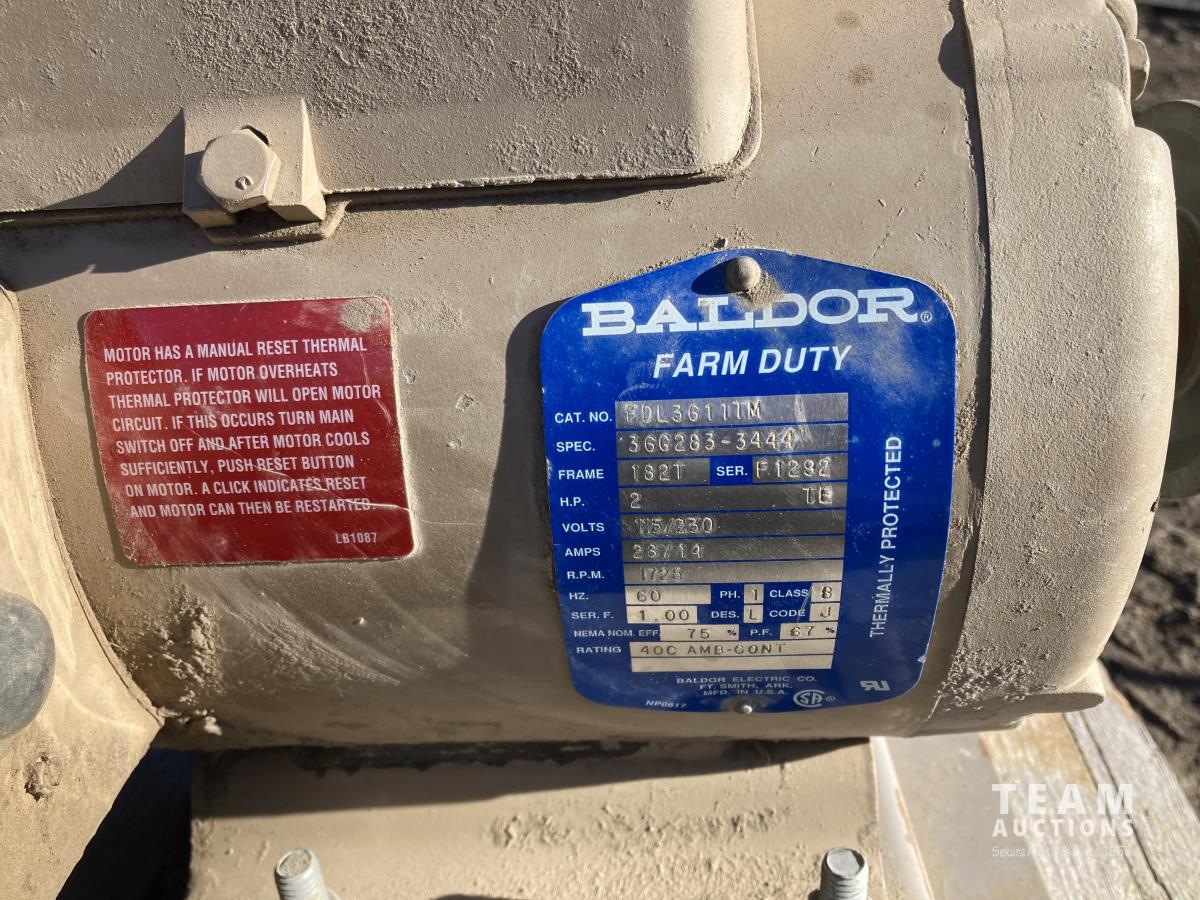 MOTOR HAS A MANUAL RESET THERMAL
PROTECTOR. IF MOTOR OVERHEATS
THERMAL PROTECTOR WILL OPEN MOTOR
CIRCUIT. IF THIS OCCURS TURN MAIN
SWITCH OFF AND AFTER MOTOR COOLS
SUFFICIENTLY, PUSH RESET BUTTON
ON MOTOR. A CLICK INDICATES RESET
AND MOTOR CAN THEN BE RESTARTED.
LB1087
BALDOR®
FARM DUTY
CAT. NO. FDL3611TM
SPEC. 36G283-3444
FRAME 182T SER. F1292
H.P. 2 TE
VOLTS 115/230
AMPS 28/14
R.P.M. 1725
HZ. 60 PH. 1 CLASS B
SER. F. 1.00 DES. L CODE J
NEMA NOM. EFF. 75 % P.F. 67 %
RATING 40C AMB-CONT
BALDOR ELECTRIC CO.
FT. SMITH, ARK.
MFD. IN U.S.A.
NP0617
SA ®
THERMALLY PROTECTED
TEAM
AUCTIONS